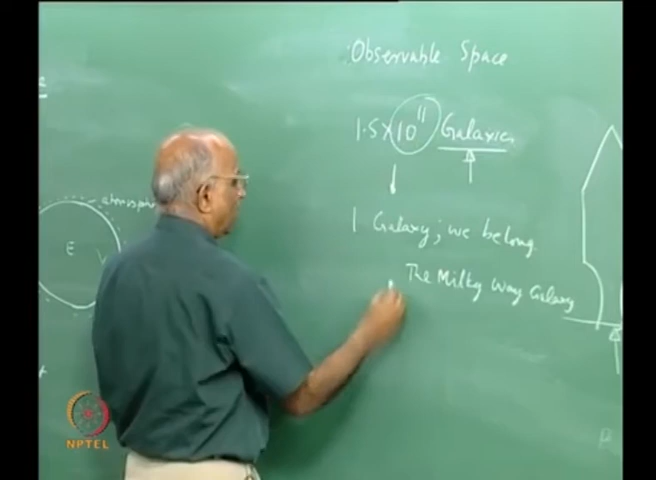 Observable Space
1.5×10¹¹ Galaxies
1 Galaxy; we belong.
The Milky Way Galaxy
atmosphere
E
NPTEL